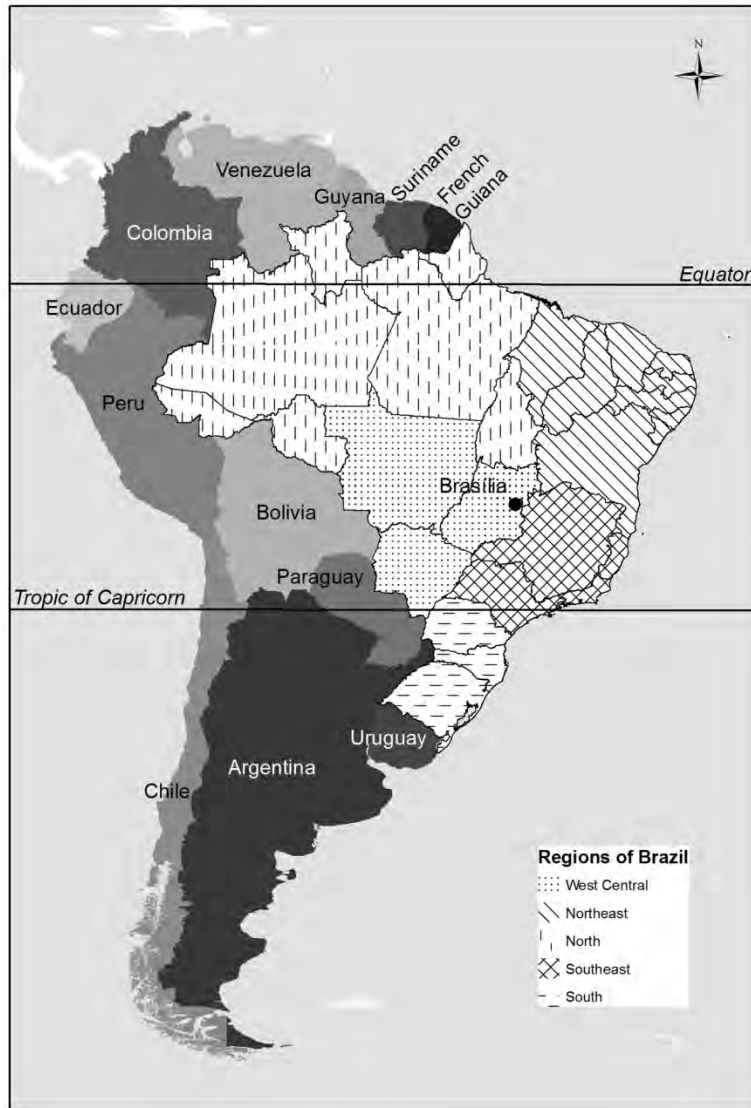 N
Venezuela
Guyana
Suriname
French
Guiana
Colombia
Equator
Ecuador
Peru
Brasília
Bolivia
Paraguay
Tropic of Capricorn
Uruguay
Argentina
Chile
Regions of Brazil
West Central
Northeast
North
Southeast
South